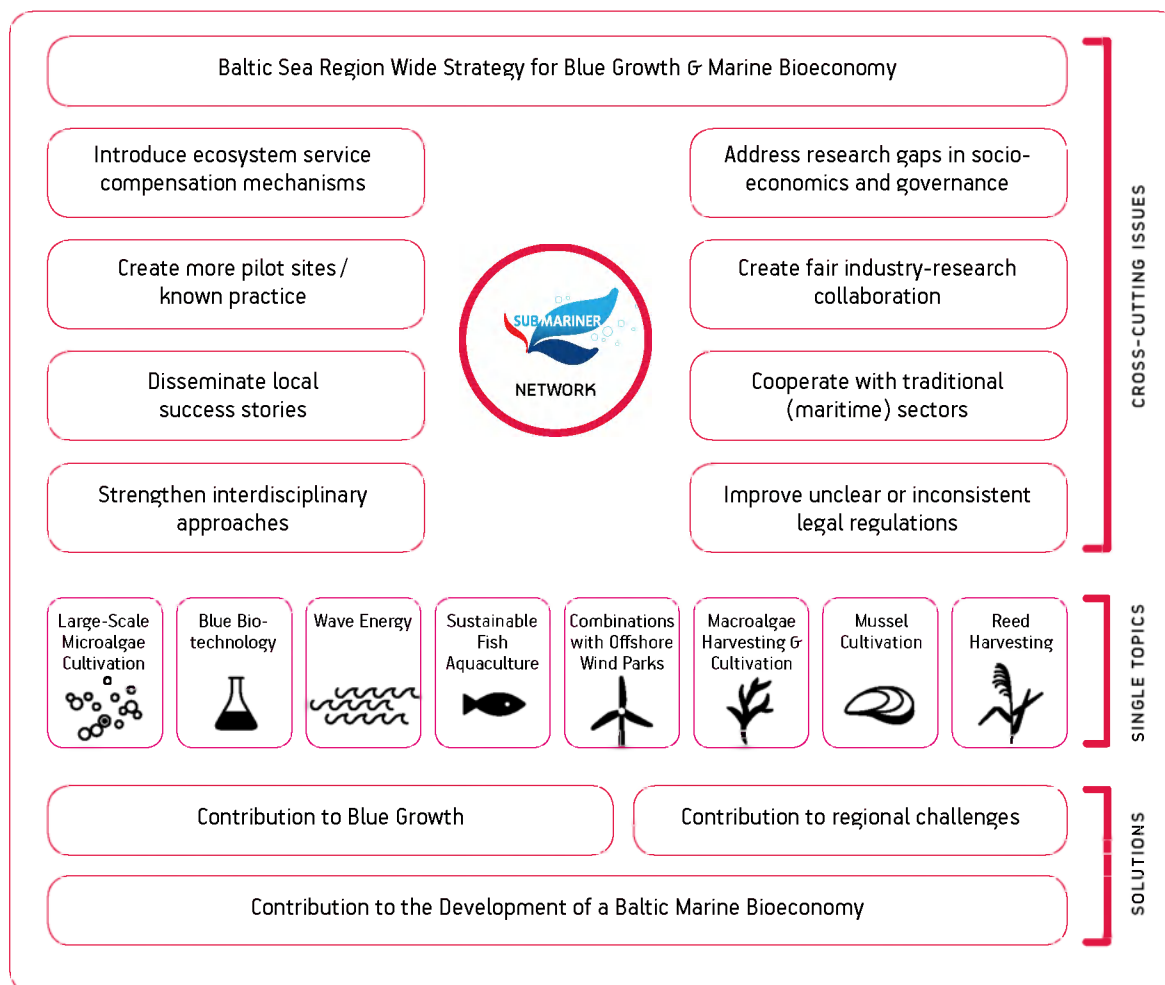 Baltic Sea Region Wide Strategy for Blue Growth & Marine Bioeconomy
Introduce ecosystem service
compensation mechanisms
Address research gaps in socio-
economics and governance
Create more pilot sites /
known practice
Create fair industry-research
collaboration
SUBMARINER
NETWORK
Disseminate local
success stories
Cooperate with traditional
(maritime) sectors
Strengthen interdisciplinary
approaches
Improve unclear or inconsistent
legal regulations
CROSS-CUTTING ISSUES
Large-Scale
Microalgae
Cultivation
Blue Bio-
technology
Wave Energy
Sustainable
Fish
Aquaculture
Combinations
with Offshore
Wind Parks
Macroalgae
Harvesting &
Cultivation
Mussel
Cultivation
Reed
Harvesting
SINGLE TOPICS
Contribution to Blue Growth
Contribution to regional challenges
Contribution to the Development of a Baltic Marine Bioeconomy
SOLUTIONS